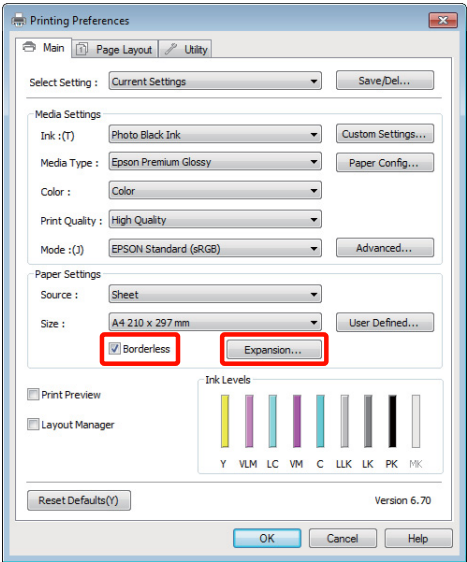 Printing Preferences
Main Page Layout Utility
Select Setting : Current Settings Save/Del...
Media Settings
Ink :(T) Photo Black Ink Custom Settings...
Media Type : Epson Premium Glossy Paper Config...
Color : Color
Print Quality : High Quality
Mode :(J) EPSON Standard (sRGB) Advanced...
Paper Settings
Source : Sheet
Size : A4 210 x 297 mm User Defined...
Borderless Expansion...
Ink Levels
Print Preview
Layout Manager
Y VLM LC VM C LLK LK PK MK
Reset Defaults(Y) Version 6.70
OK Cancel Help